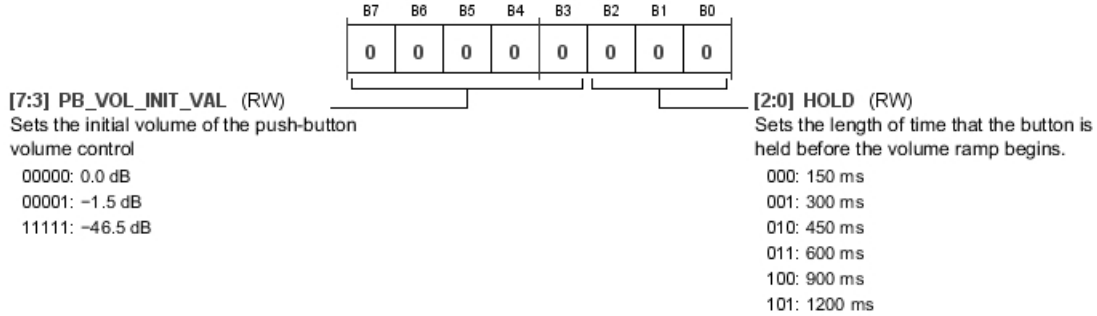 B7 B6 B5 B4 B3 B2 B1 B0
0 0 0 0 0 0 0 0
[7:3] PB_VOL_INIT_VAL (RW)
Sets the initial volume of the push-button
volume control
00000: 0.0 dB
00001: −1.5 dB
11111: −46.5 dB
[2:0] HOLD (RW)
Sets the length of time that the button is
held before the volume ramp begins.
000: 150 ms
001: 300 ms
010: 450 ms
011: 600 ms
100: 900 ms
101: 1200 ms